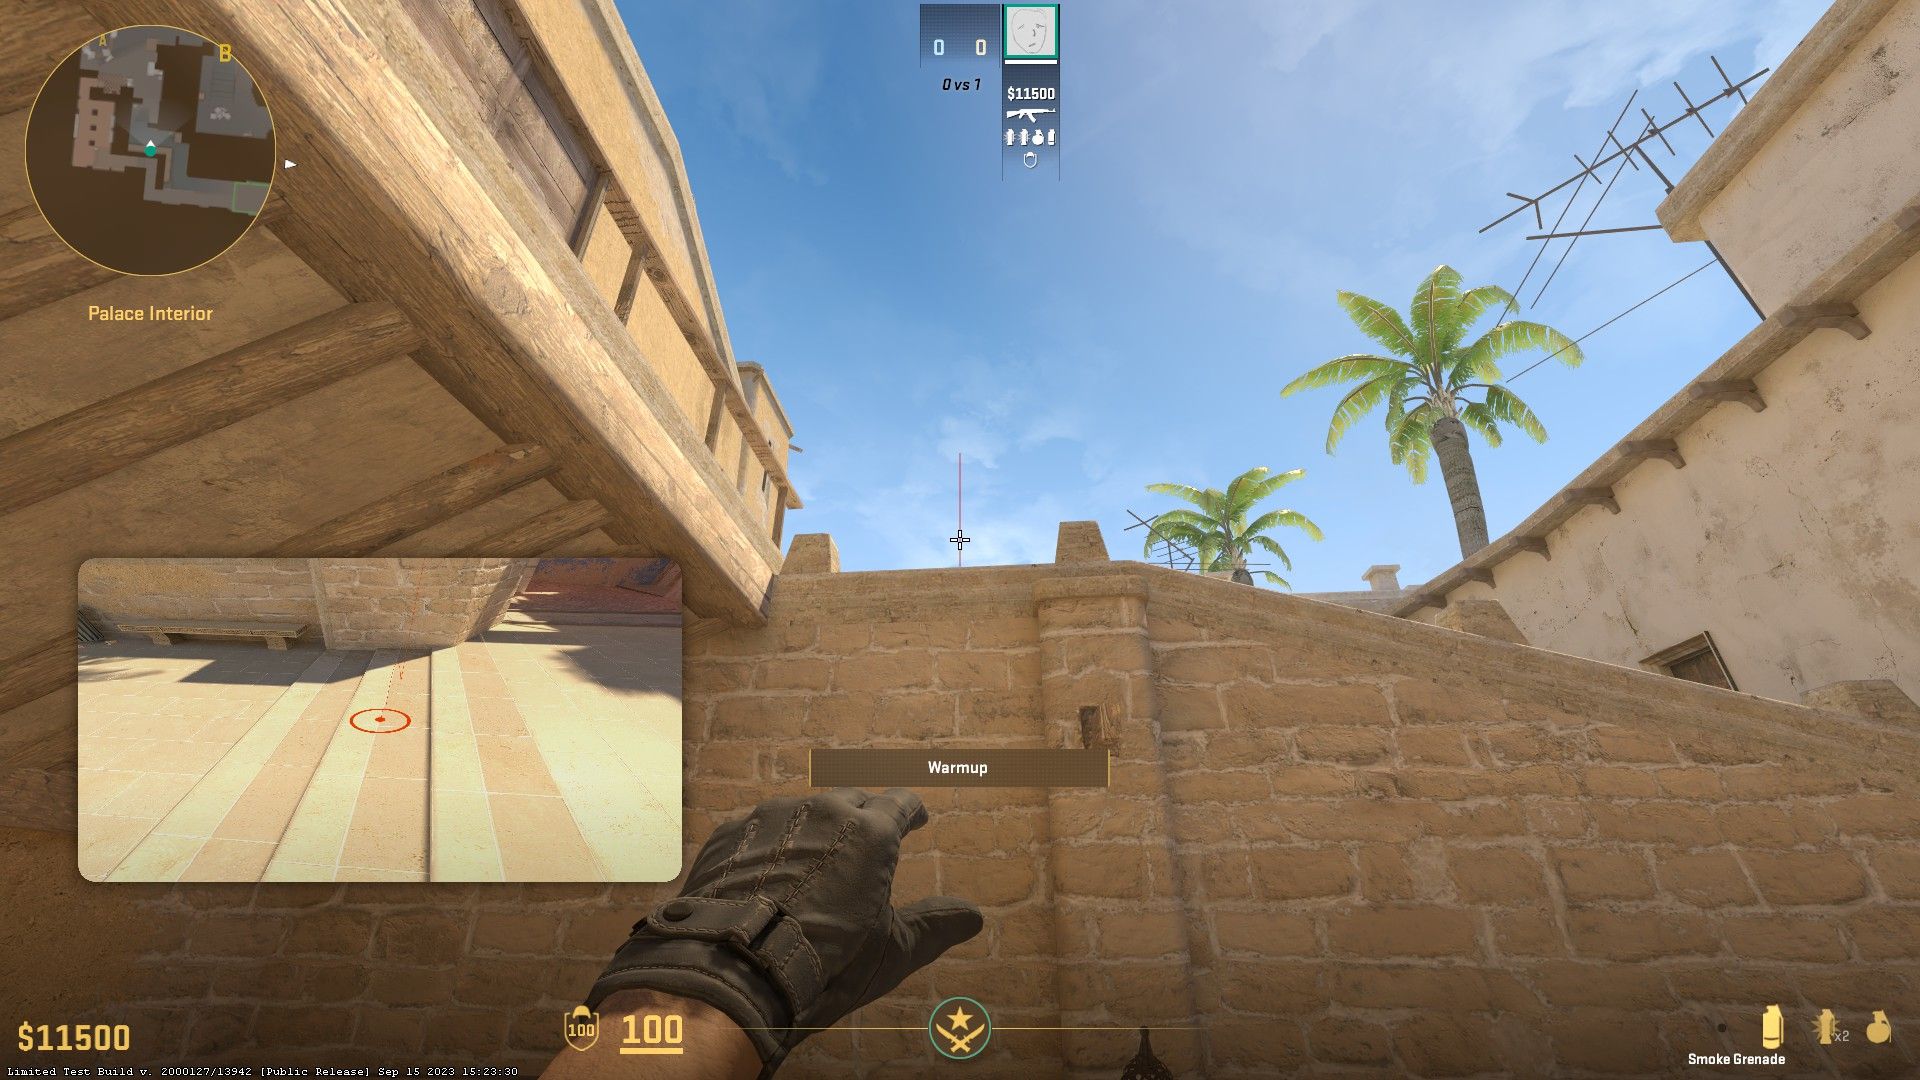 A
B
0 0
0 vs 1
$11500
Palace Interior
Warmup
$11500
100
100
x2
Smoke Grenade
Limited Test Build v. 2000127/13942 [Public Release] Sep 15 2023 15:23:30